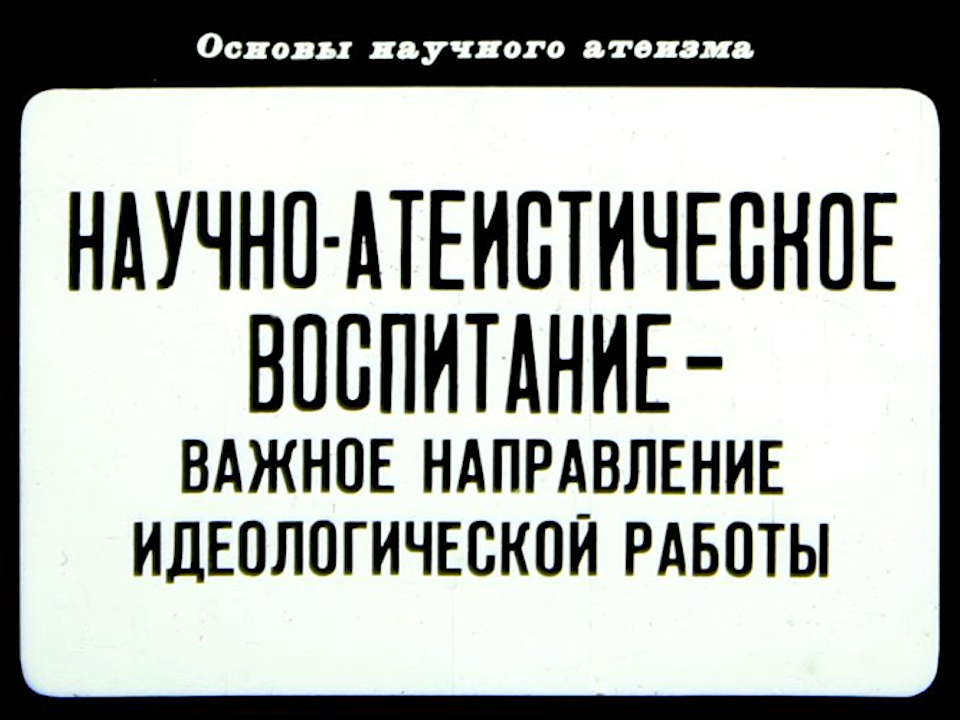 Основы научного атеизма
НАУЧНО-АТЕИСТИЧЕСКОЕ
ВОСПИТАНИЕ –
ВАЖНОЕ НАПРАВЛЕНИЕ
ИДЕОЛОГИЧЕСКОЙ РАБОТЫ